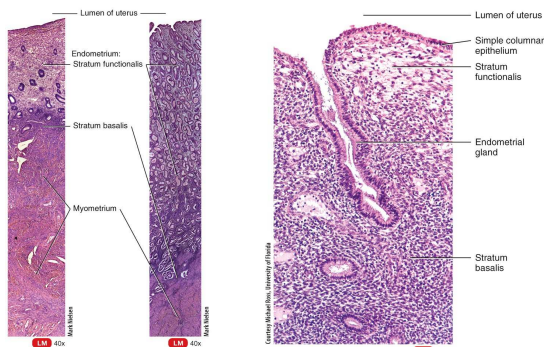 Lumen of uterus
Endometrium:
Stratum functionalis
Stratum basalis
Myometrium
Mark Nielsen
Mark Nielsen
LM 40x
LM 40x
Lumen of uterus
Simple columnar
epithelium
Stratum
functionalis
Endometrial
gland
Stratum
basalis
Courtesy Michael Ross, University of Florida